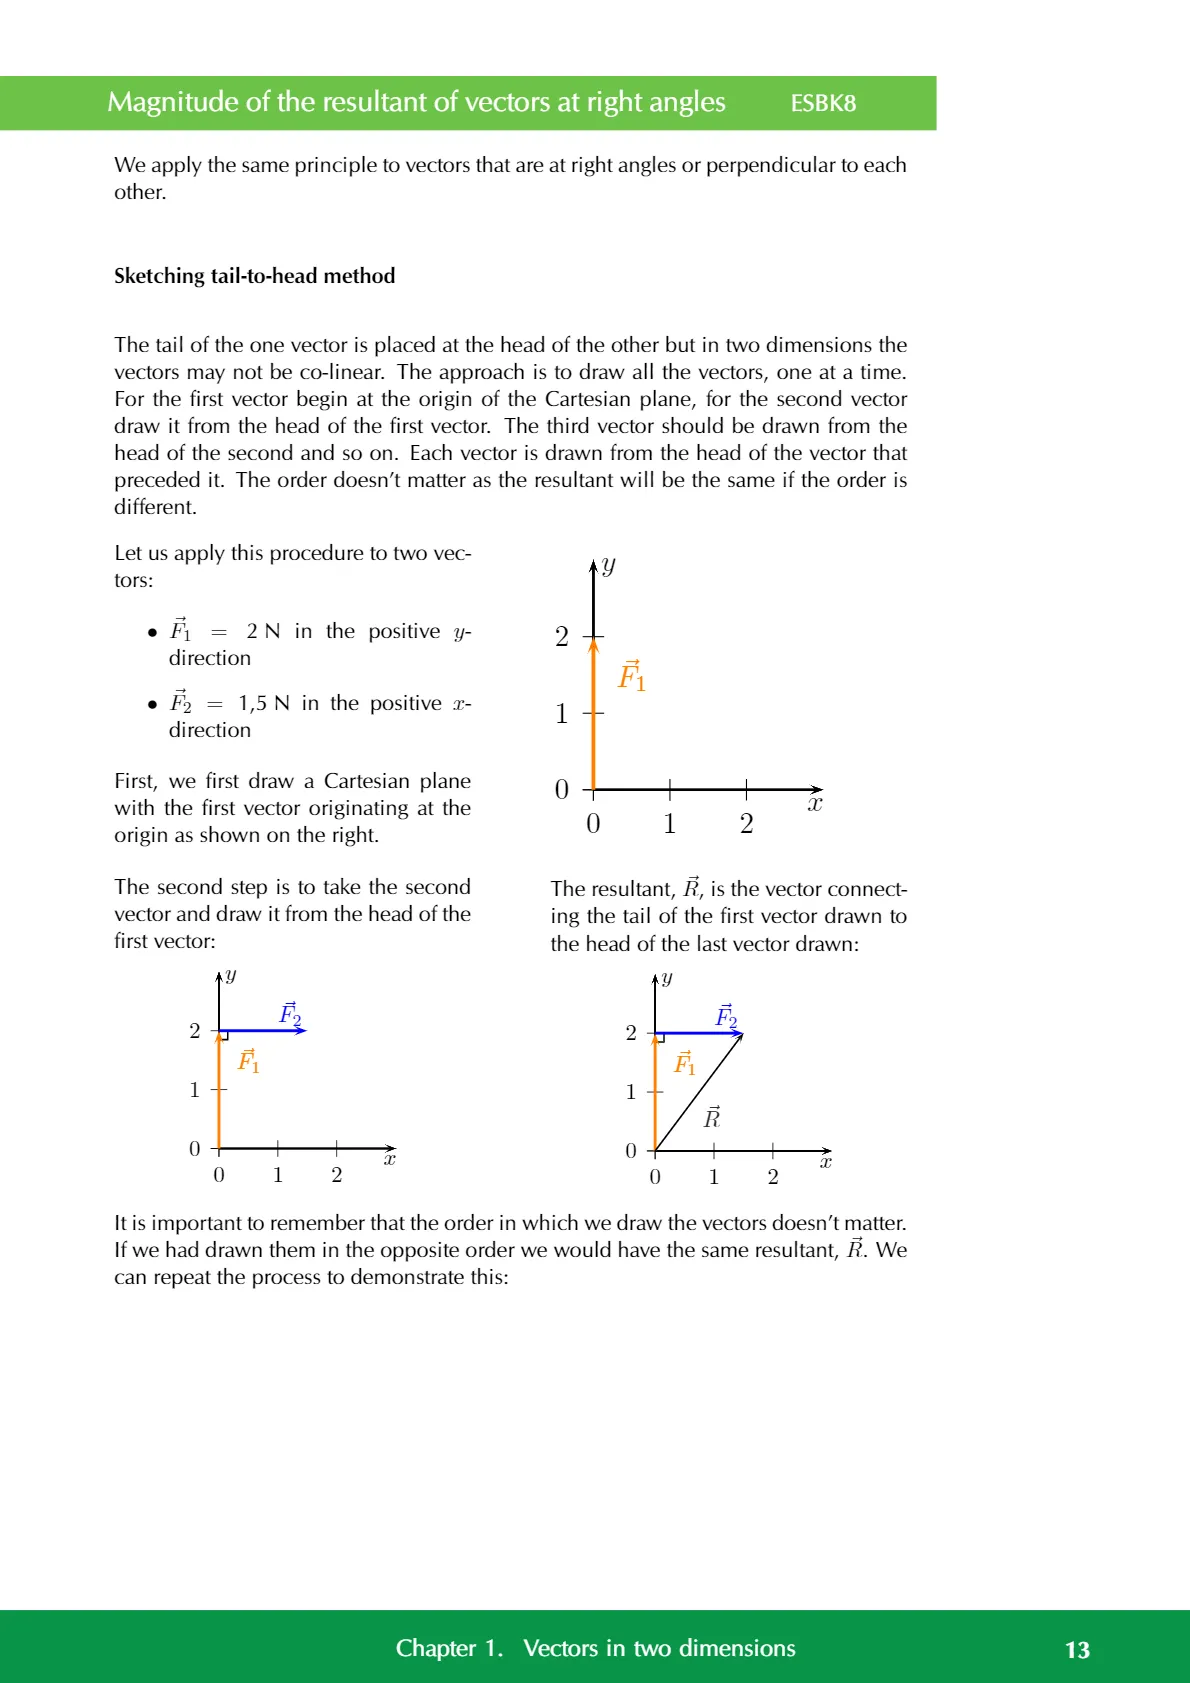 Magnitude of the resultant of vectors at right angles ESBK8
We apply the same principle to vectors that are at right angles or perpendicular to each
other.
Sketching tail-to-head method
The tail of the one vector is placed at the head of the other but in two dimensions the
vectors may not be co-linear. The approach is to draw all the vectors, one at a time.
For the first vector begin at the origin of the Cartesian plane, for the second vector
draw it from the head of the first vector. The third vector should be drawn from the
head of the second and so on. Each vector is drawn from the head of the vector that
preceded it. The order doesn't matter as the resultant will be the same if the order is
different.
Let us apply this procedure to two vec-
tors:
• $\vec{F}_1$ = 2 N in the positive y-
direction
• $\vec{F}_2$ = 1,5 N in the positive x-
direction
First, we first draw a Cartesian plane
with the first vector originating at the
origin as shown on the right.
y
2
$\vec{F}_1$
1
0
x
0 1 2
The second step is to take the second
vector and draw it from the head of the
first vector:
y
$\vec{F}_2$
2
$\vec{F}_1$
1
0
x
0 1 2
The resultant, $\vec{R}$, is the vector connect-
ing the tail of the first vector drawn to
the head of the last vector drawn:
y
$\vec{F}_2$
2
$\vec{F}_1$
1
$\vec{R}$
0
x
0 1 2
It is important to remember that the order in which we draw the vectors doesn't matter.
If we had drawn them in the opposite order we would have the same resultant, $\vec{R}$. We
can repeat the process to demonstrate this:
Chapter 1. Vectors in two dimensions 13